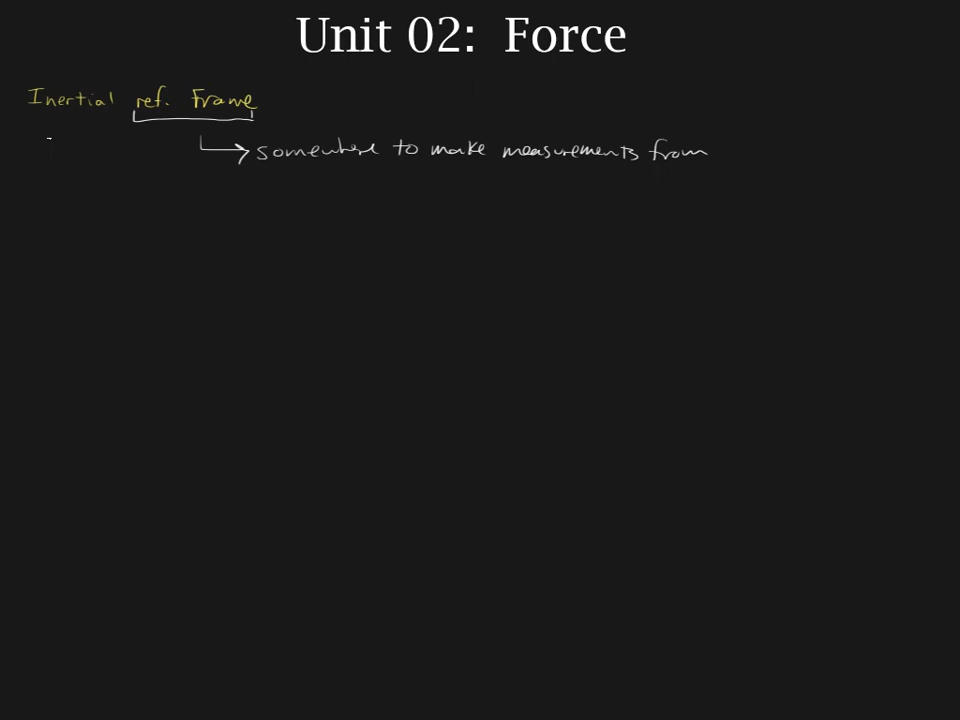 Unit 02: Force
Inertial ref. Frame
somewhere to make measurements from